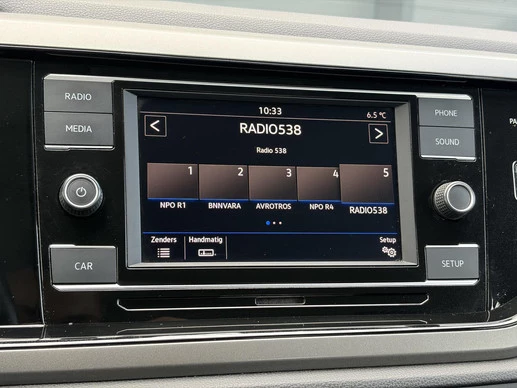 RADIO
MEDIA
CAR
10:33
6.5 °C
RADIO538
Radio 538
1 2 3 4 5
NPO R1 BNNVARA AVROTROS NPO R4 RADIO538
Zenders Handmatig Setup
PHONE
SOUND
SETUP
PA